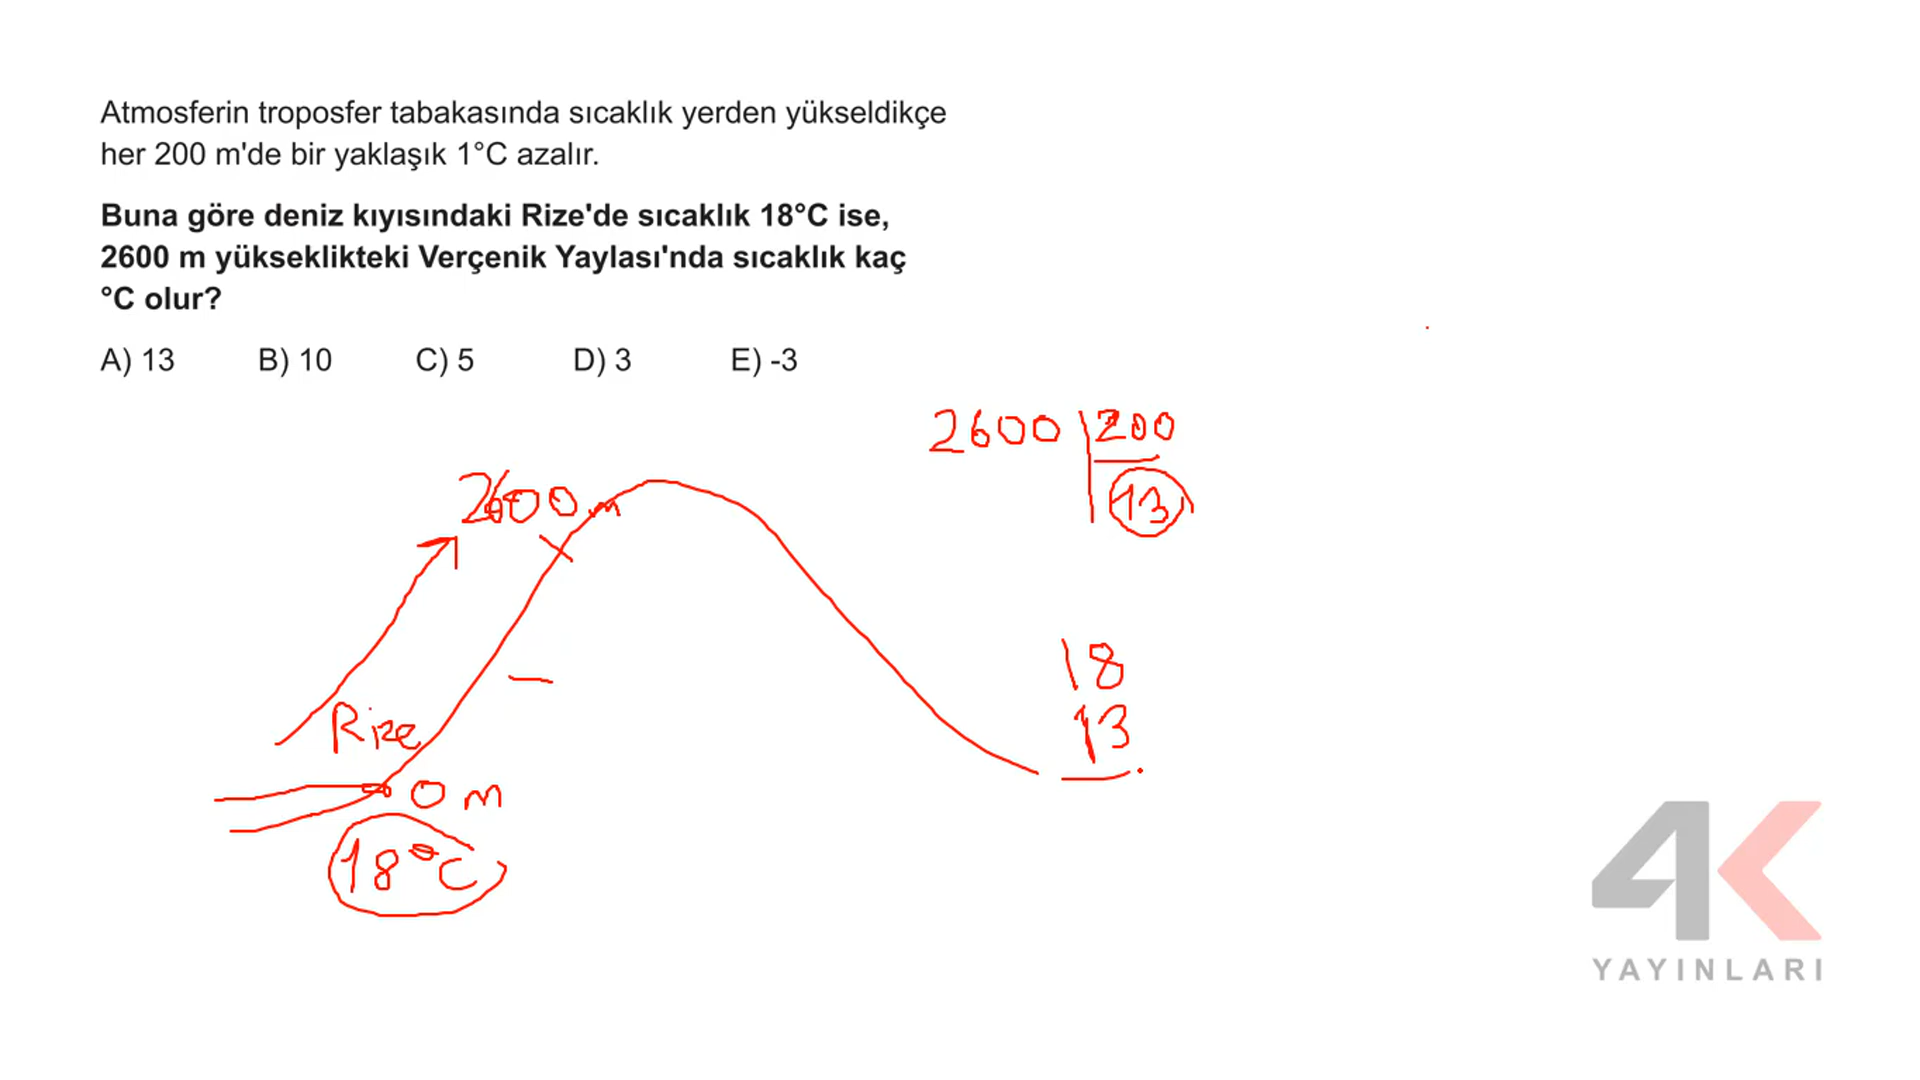 Atmosferin troposfer tabakasında sıcaklık yerden yükseldikçe
her 200 m'de bir yaklaşık 1°C azalır.
Buna göre deniz kıyısındaki Rize'de sıcaklık 18°C ise,
2600 m yükseklikteki Verçenik Yaylası'nda sıcaklık kaç
°C olur?
A) 13 B) 10 C) 5 D) 3 E) -3
2600 200
13
2600 m
18
13
Rize
0 m
18°C
4K
YAYINLARI